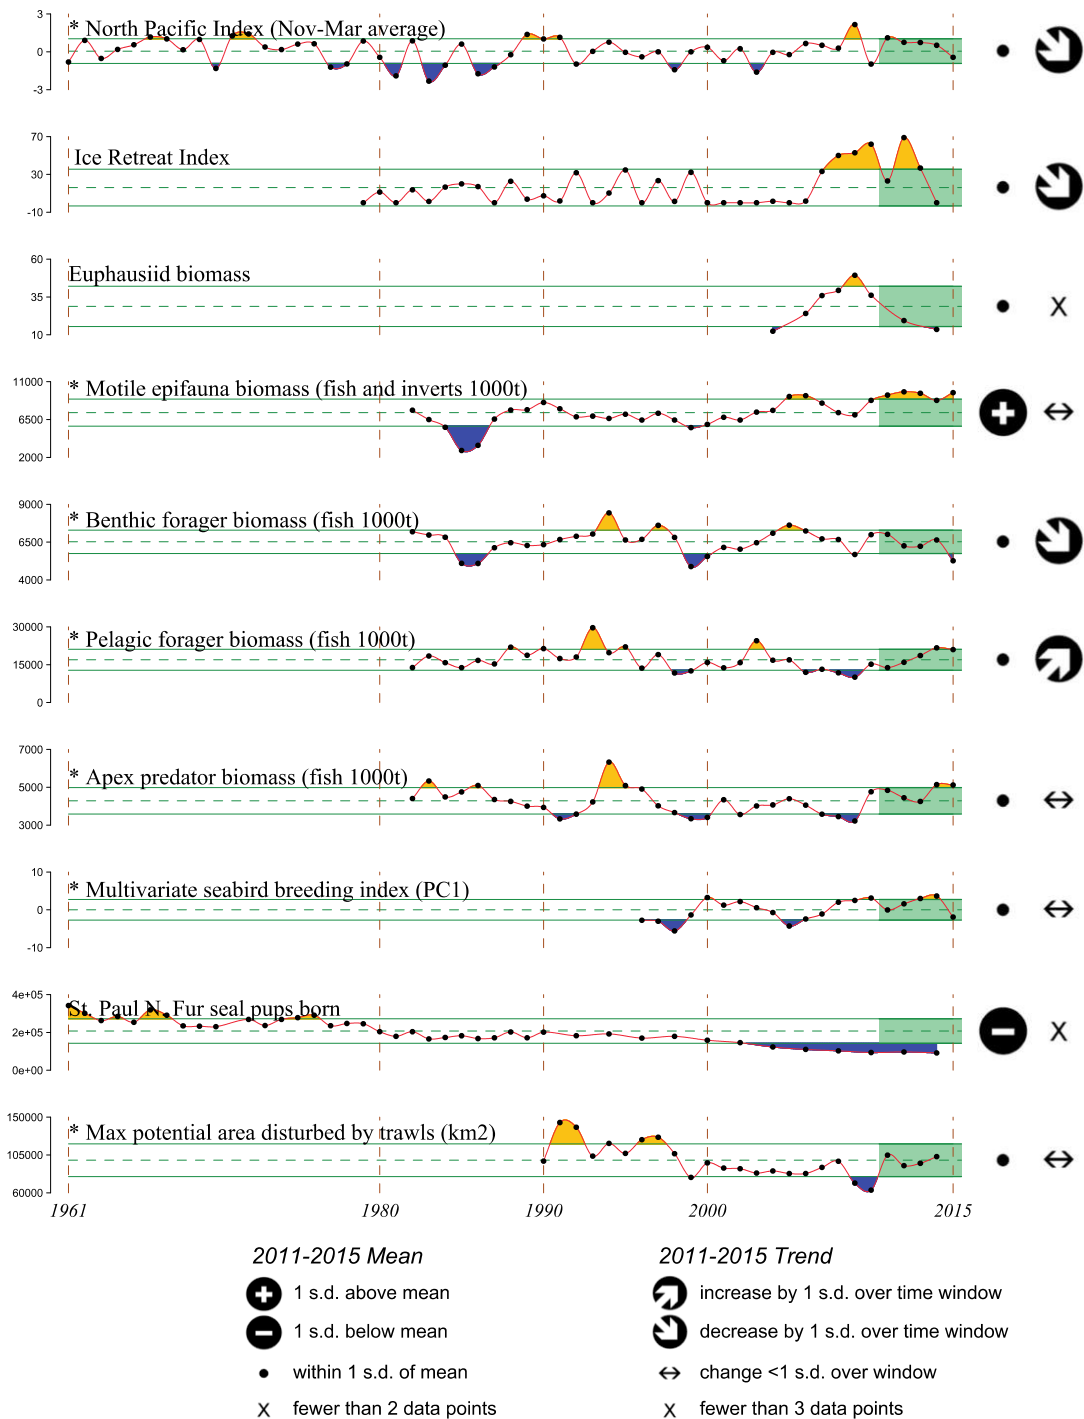 3
0
-3
* North Pacific Index (Nov-Mar average)
70
30
-10
Ice Retreat Index
60
35
10
Euphausiid biomass
X
11000
6500
2000
* Motile epifauna biomass (fish and inverts 1000t)
9000
6500
4000
* Benthic forager biomass (fish 1000t)
30000
15000
0
* Pelagic forager biomass (fish 1000t)
7000
5000
3000
* Apex predator biomass (fish 1000t)
10
0
-10
* Multivariate seabird breeding index (PC1)
4e+05
2e+05
0e+00
St. Paul N. Fur seal pups born
X
150000
105000
60000
* Max potential area disturbed by trawls (km2)
1961 1980 1990 2000 2015
2011-2015 Mean
1 s.d. above mean
1 s.d. below mean
within 1 s.d. of mean
X fewer than 2 data points
2011-2015 Trend
increase by 1 s.d. over time window
decrease by 1 s.d. over time window
change <1 s.d. over window
X fewer than 3 data points